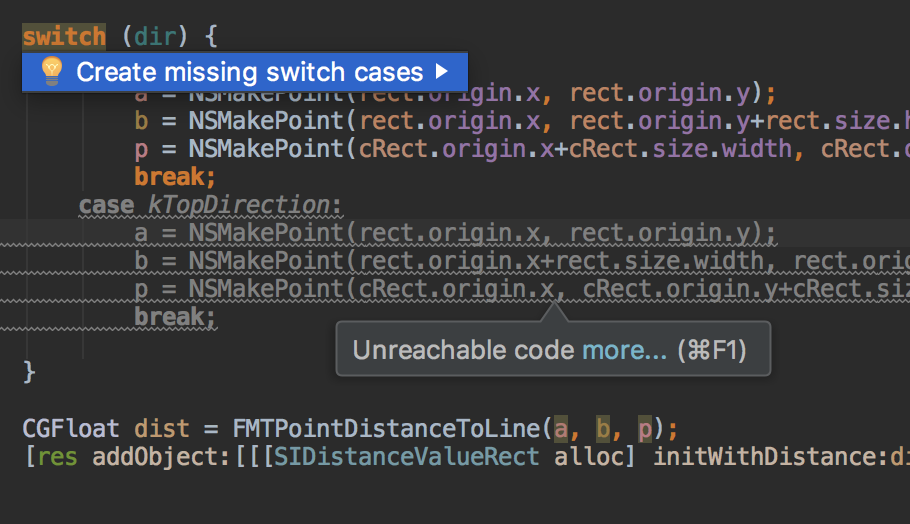 switch (dir) {
Create missing switch cases
a = NSMakePoint(rect.origin.x, rect.origin.y);
b = NSMakePoint(rect.origin.x, rect.origin.y+rect.size.h
p = NSMakePoint(cRect.origin.x+cRect.size.width, cRect.o
break;
case kTopDirection:
a = NSMakePoint(rect.origin.x, rect.origin.y);
b = NSMakePoint(rect.origin.x+rect.size.width, rect.orig
p = NSMakePoint(cRect.origin.x, cRect.origin.y+cRect.siz
break;
Unreachable code more... (⌘F1)
}
CGFloat dist = FMTPointDistanceToLine(a, b, p);
[res addObject:[[[SIDistanceValueRect alloc] initWithDistance:di